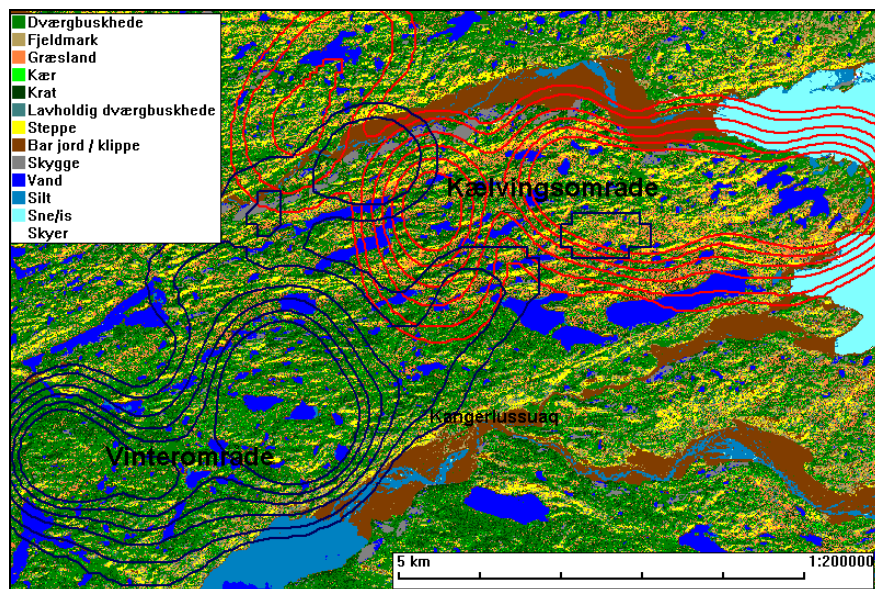 Dværgbuskhede
Fjeldmark
Græsland
Kær
Krat
Lavholdig dværgbuskhede
Steppe
Bar jord / klippe
Skygge
Vand
Silt
Sne/is
Skyer
Kælvingsområde
Kangerlussuaq
Vinterområde
5 km 1:200000